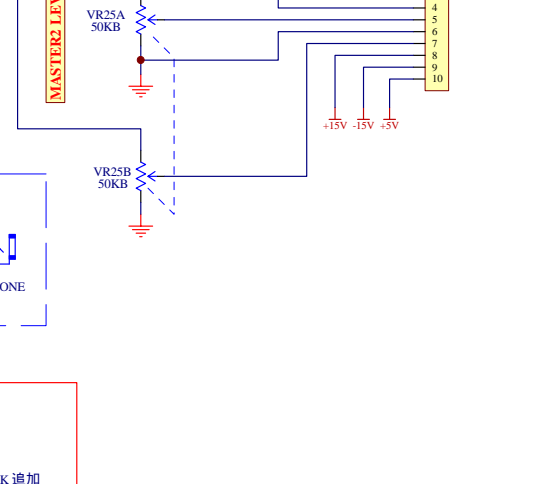 VR25A
50KB
MASTER2 LEV
4
5
6
7
8
9
10
+15V
-15V
+5V
VR25B
50KB
ONE
K 追加